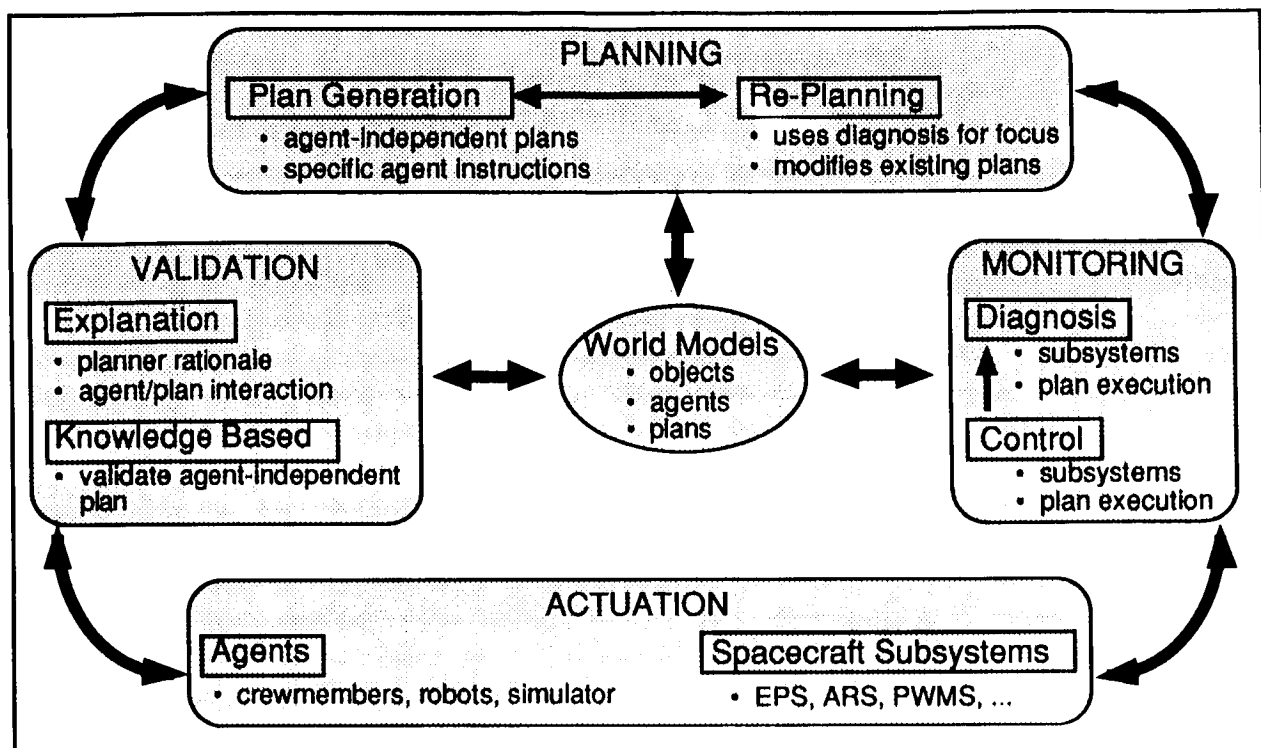 PLANNING
Plan Generation
• agent-independent plans
• specific agent instructions
Re-Planning
• uses diagnosis for focus
• modifies existing plans
VALIDATION
Explanation
• planner rationale
• agent/plan interaction
Knowledge Based
• validate agent-independent
plan
World Models
• objects
• agents
• plans
MONITORING
Diagnosis
• subsystems
• plan execution
Control
• subsystems
• plan execution
ACTUATION
Agents
• crewmembers, robots, simulator
Spacecraft Subsystems
• EPS, ARS, PWMS, ...